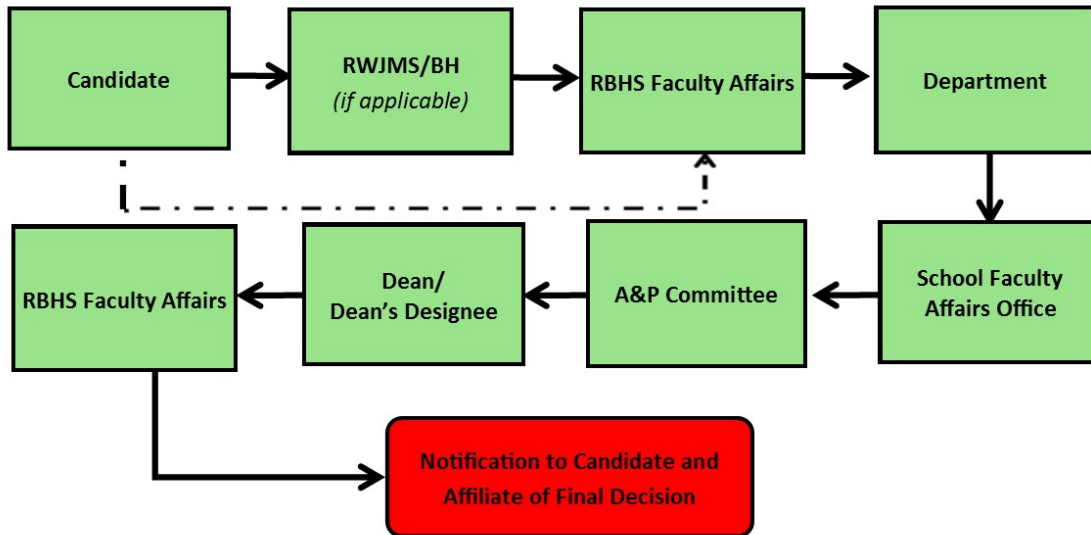 Candidate
RWJMS/BH
(if applicable)
RBHS Faculty Affairs
Department
RBHS Faculty Affairs
Dean/
Dean’s Designee
A&P Committee
School Faculty
Affairs Office
Notification to Candidate and
Affiliate of Final Decision